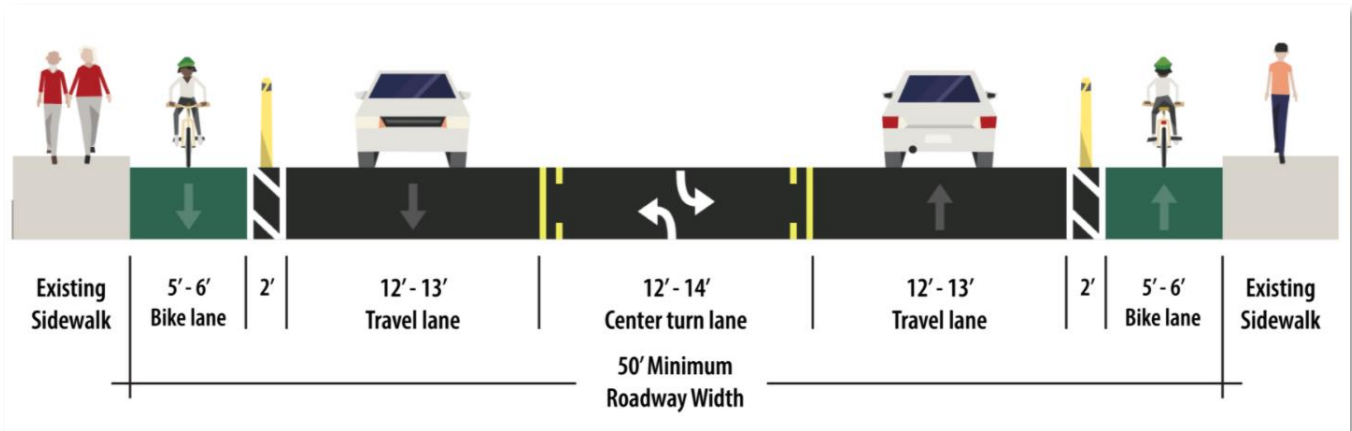 Existing
Sidewalk
5' - 6'
Bike lane
2'
12' - 13'
Travel lane
12' - 14'
Center turn lane
12' - 13'
Travel lane
2'
5' - 6'
Bike lane
Existing
Sidewalk
50' Minimum
Roadway Width